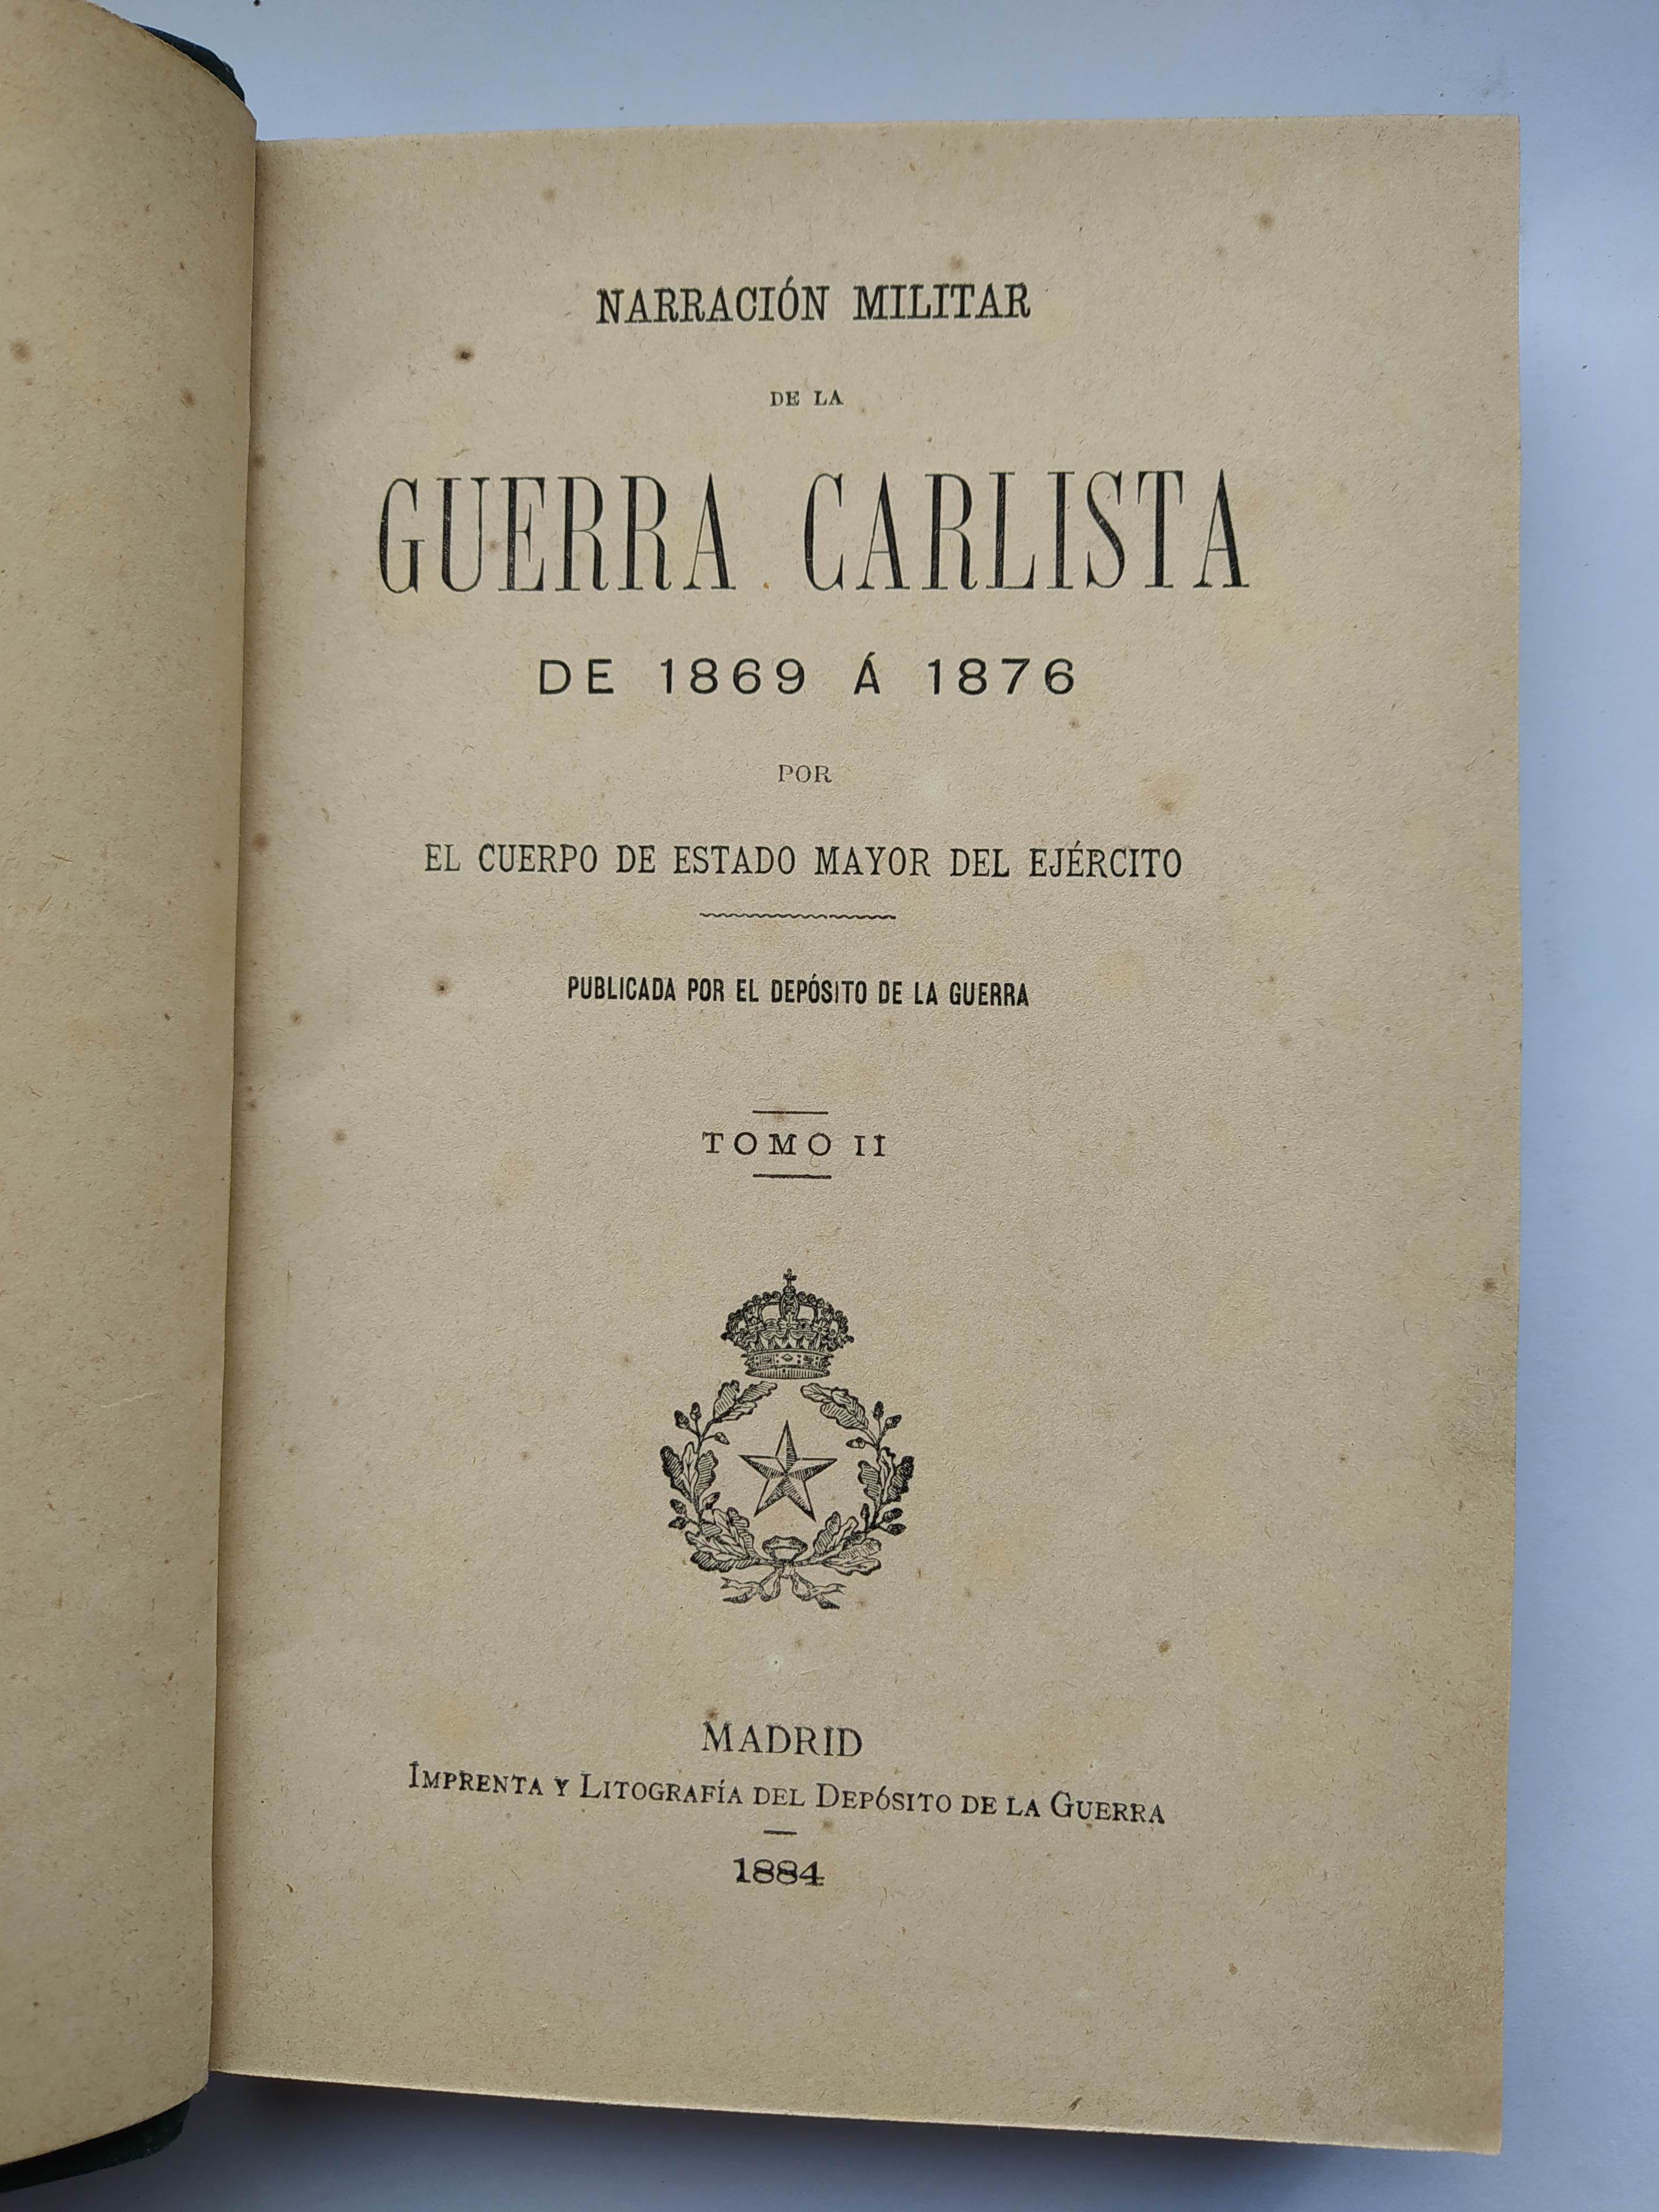 NARRACIÓN MILITAR
DE LA
GUERRA CARLISTA
DE 1869 Á 1876
POR
EL CUERPO DE ESTADO MAYOR DEL EJÉRCITO
PUBLICADA POR EL DEPÓSITO DE LA GUERRA
TOMO II
MADRID
IMPRENTA Y LITOGRAFÍA DEL DEPÓSITO DE LA GUERRA
1884